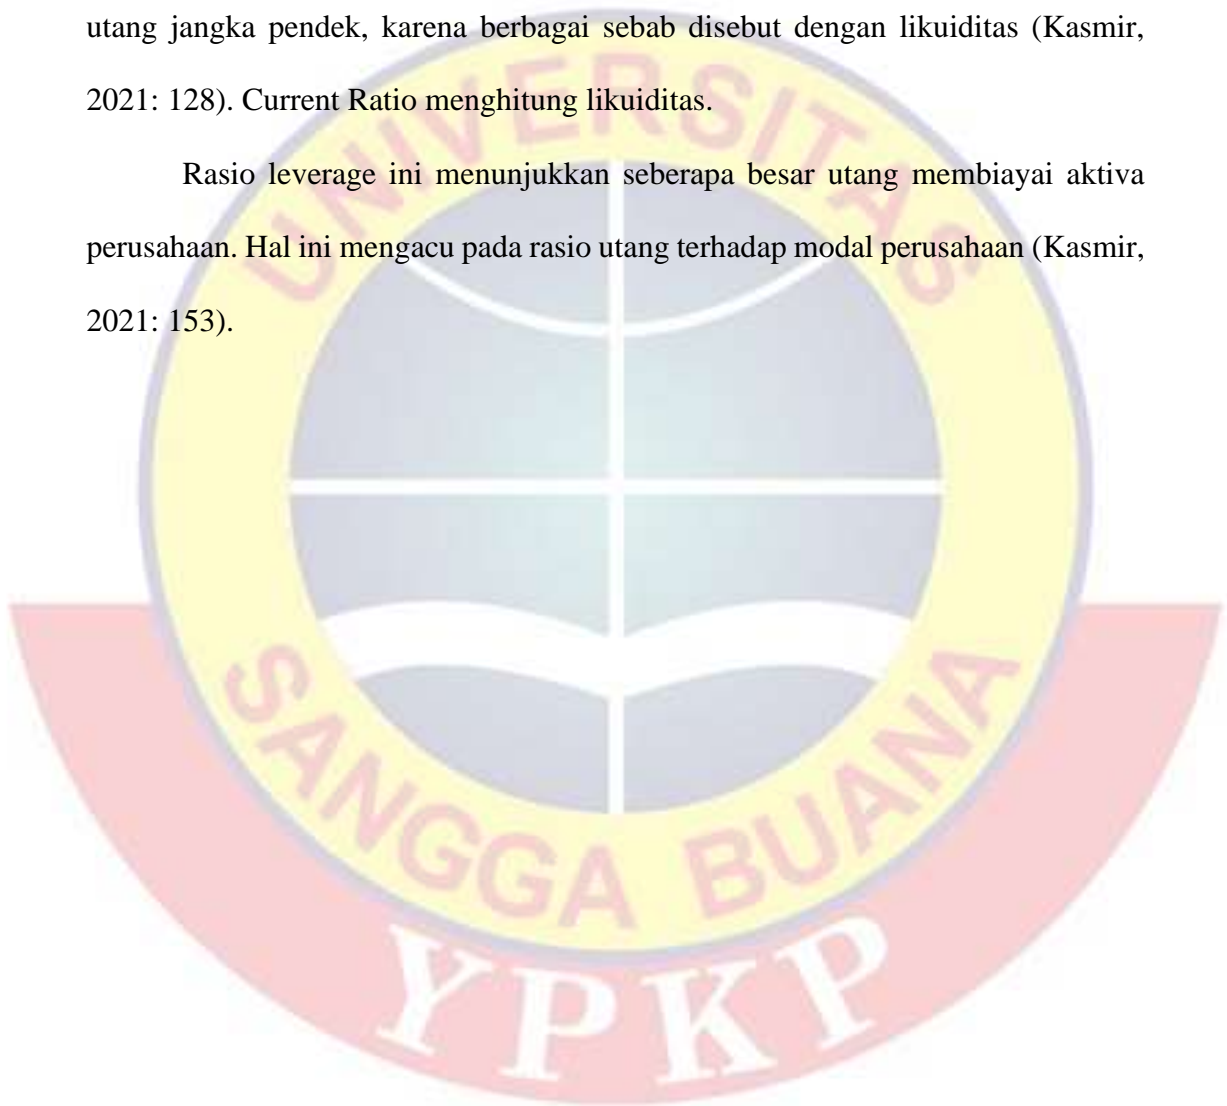 utang jangka pendek, karena berbagai sebab disebut dengan likuiditas (Kasmir,
2021: 128). Current Ratio menghitung likuiditas.
Rasio leverage ini menunjukkan seberapa besar utang membiayai aktiva
perusahaan. Hal ini mengacu pada rasio utang terhadap modal perusahaan (Kasmir,
2021: 153).
UNIVERSITAS
SANGGA BUANA
YPKP